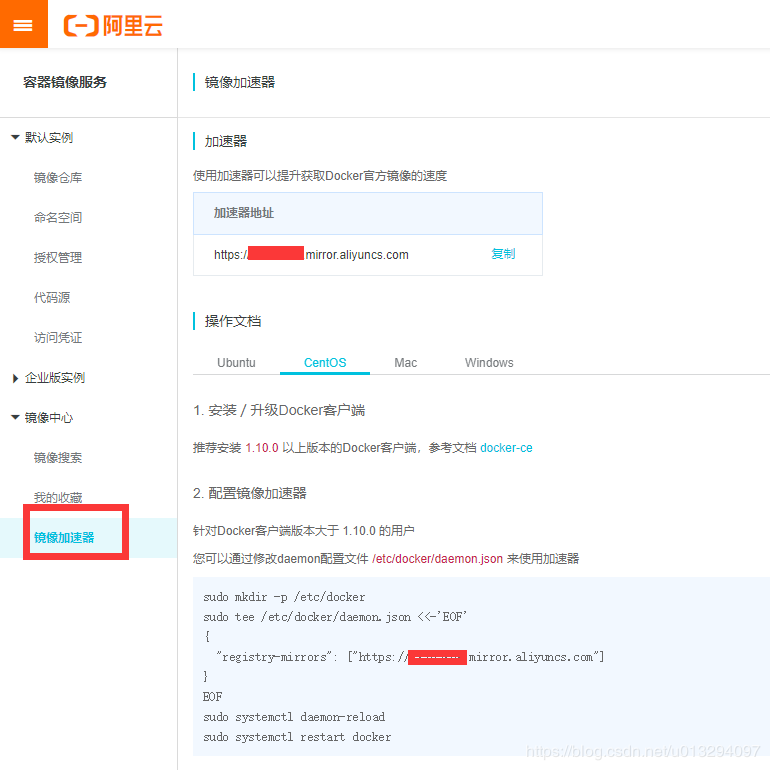 阿里云
容器镜像服务
默认实例
镜像仓库
命名空间
授权管理
代码源
访问凭证
企业版实例
镜像中心
镜像搜索
我的收藏
镜像加速器
镜像加速器
加速器
使用加速器可以提升获取Docker官方镜像的速度
加速器地址
https:/ mirror.aliyuncs.com 复制
操作文档
Ubuntu CentOS Mac Windows
1. 安装 / 升级Docker客户端
推荐安装 1.10.0 以上版本的Docker客户端，参考文档 docker-ce
2. 配置镜像加速器
针对Docker客户端版本大于 1.10.0 的用户
您可以通过修改daemon配置文件 /etc/docker/daemon.json 来使用加速器
sudo mkdir -p /etc/docker
sudo tee /etc/docker/daemon.json <<-'EOF'
{
"registry-mirrors": ["https:// mirror.aliyuncs.com"]
}
EOF
sudo systemctl daemon-reload
sudo systemctl restart docker
https://blog.csdn.net/u013294097